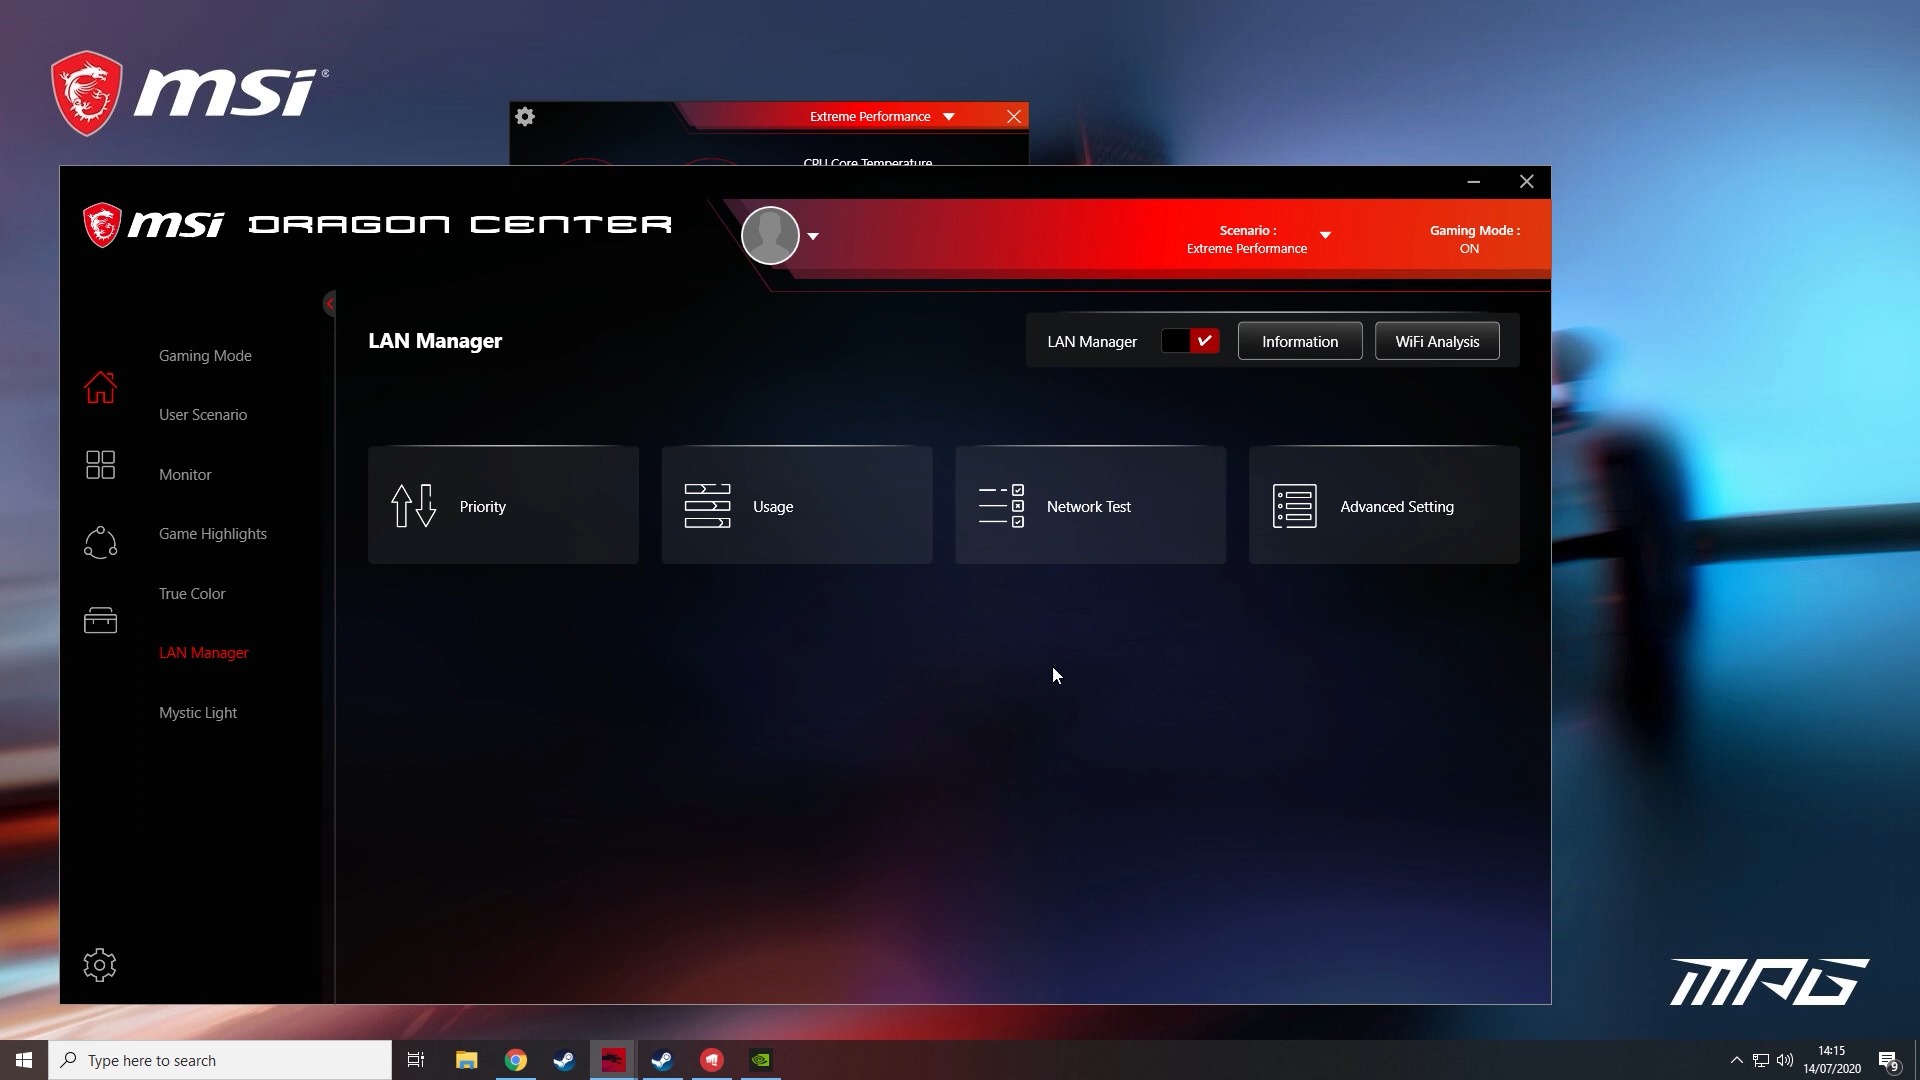 msi
Extreme Performance
CPU Core Temperature
msi DRAGON CENTER
Scenario :
Extreme Performance
Gaming Mode :
ON
LAN Manager
LAN Manager
Information
WiFi Analysis
Gaming Mode
User Scenario
Monitor
Game Highlights
True Color
LAN Manager
Mystic Light
Priority
Usage
Network Test
Advanced Setting
MPG
Type here to search
14:15
14/07/2020
9